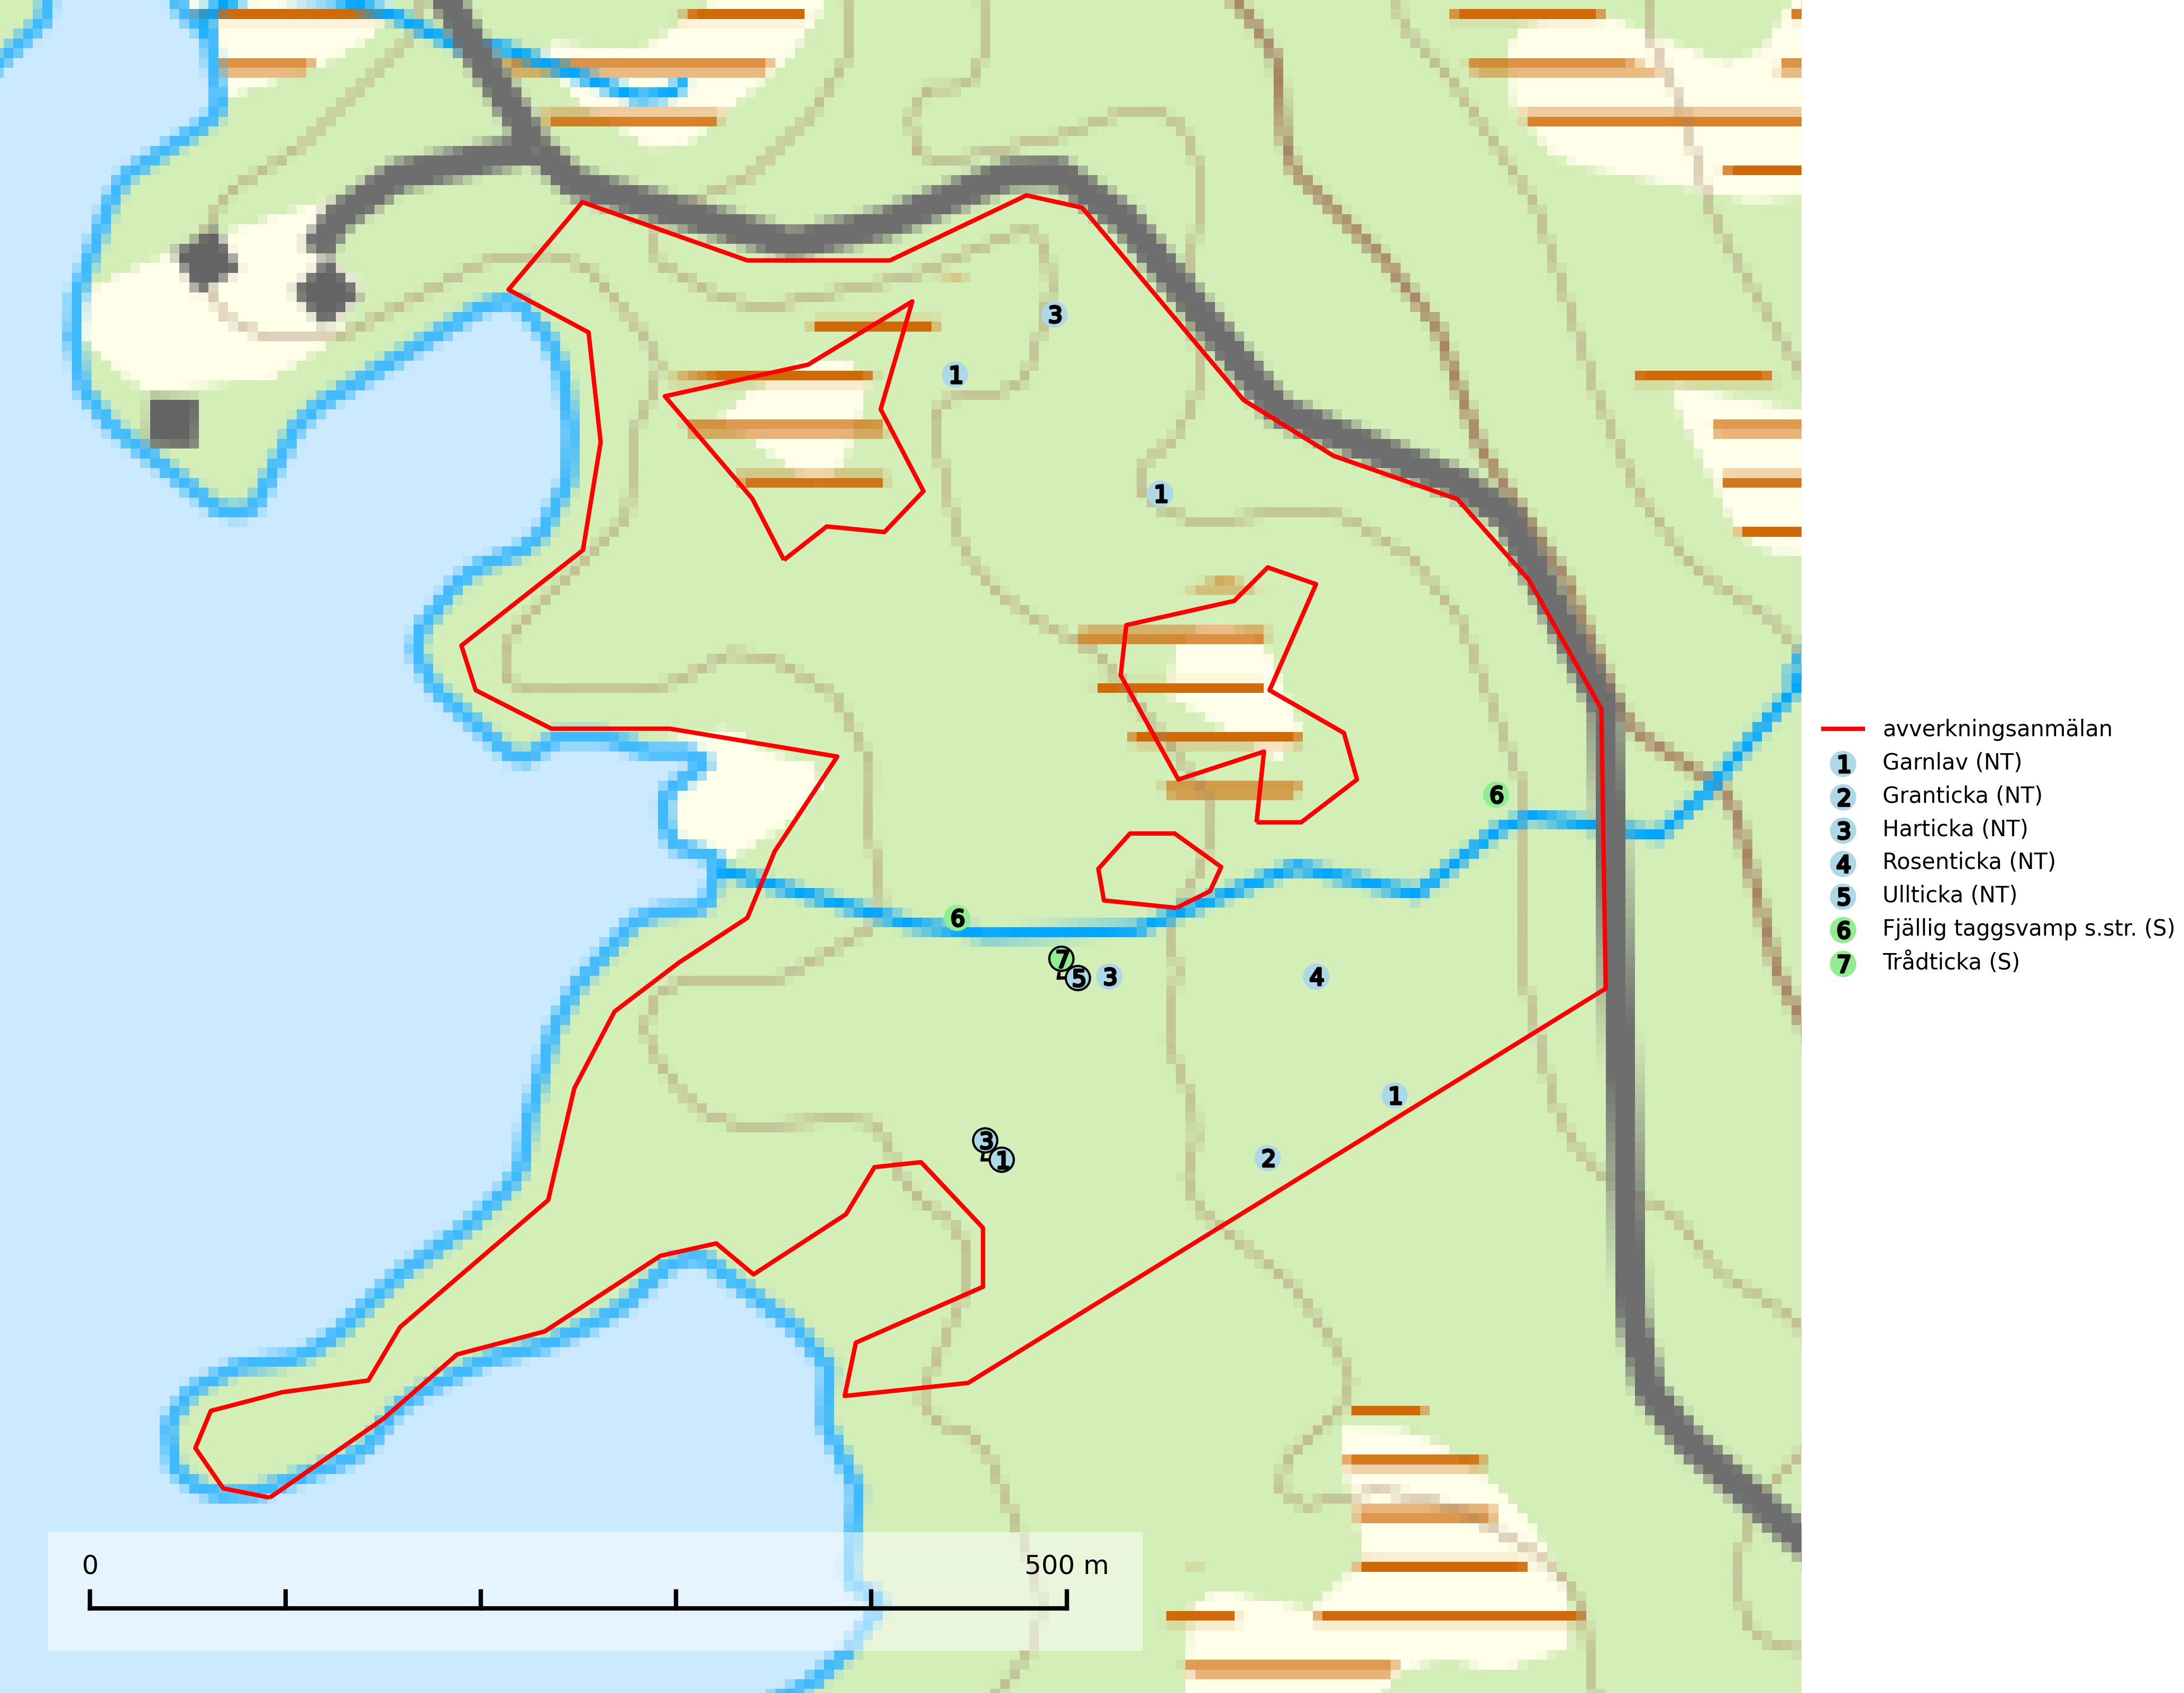 3
1
1
6
6
7
5
3
4
1
3
1
2
0
500 m
avverkningsanmälan
1 Garnlav (NT)
2 Granticka (NT)
3 Harticka (NT)
4 Rosenticka (NT)
5 Ullticka (NT)
6 Fjällig taggsvamp s.str. (S)
7 Trådticka (S)